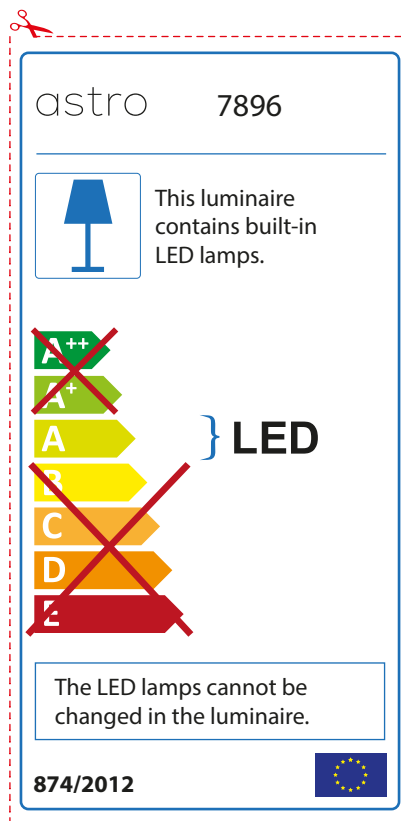 astro 7896
This luminaire
contains built-in
LED lamps.
A++
A+
A
B
C
D
E
} LED
The LED lamps cannot be
changed in the luminaire.
874/2012